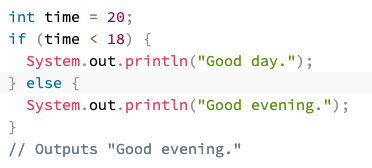 int time = 20;
if (time < 18) {
  System.out.println("Good day.");
} else {
  System.out.println("Good evening.");
}
// Outputs "Good evening."